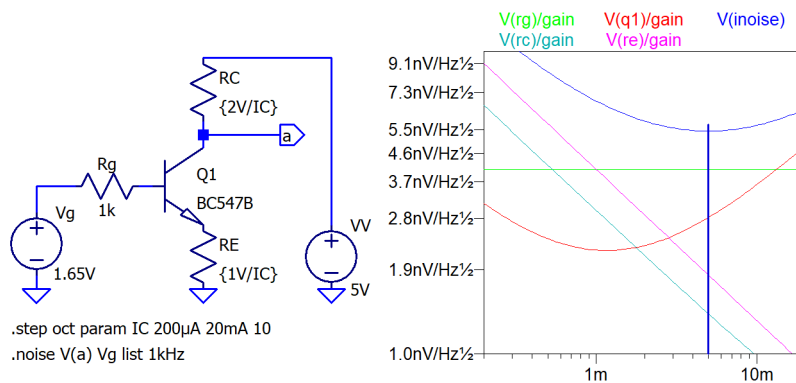 RC
{2V/IC}
a
Rg
1k
Q1
BC547B
Vg
1.65V
RE
{1V/IC}
VV
5V
.step oct param IC 200µA 20mA 10
.noise V(a) Vg list 1kHz
V(rg)/gain V(q1)/gain V(inoise)
V(rc)/gain V(re)/gain
9.1nV/Hz½
7.3nV/Hz½
5.5nV/Hz½
4.6nV/Hz½
3.7nV/Hz½
2.8nV/Hz½
1.9nV/Hz½
1.0nV/Hz½
1m 10m